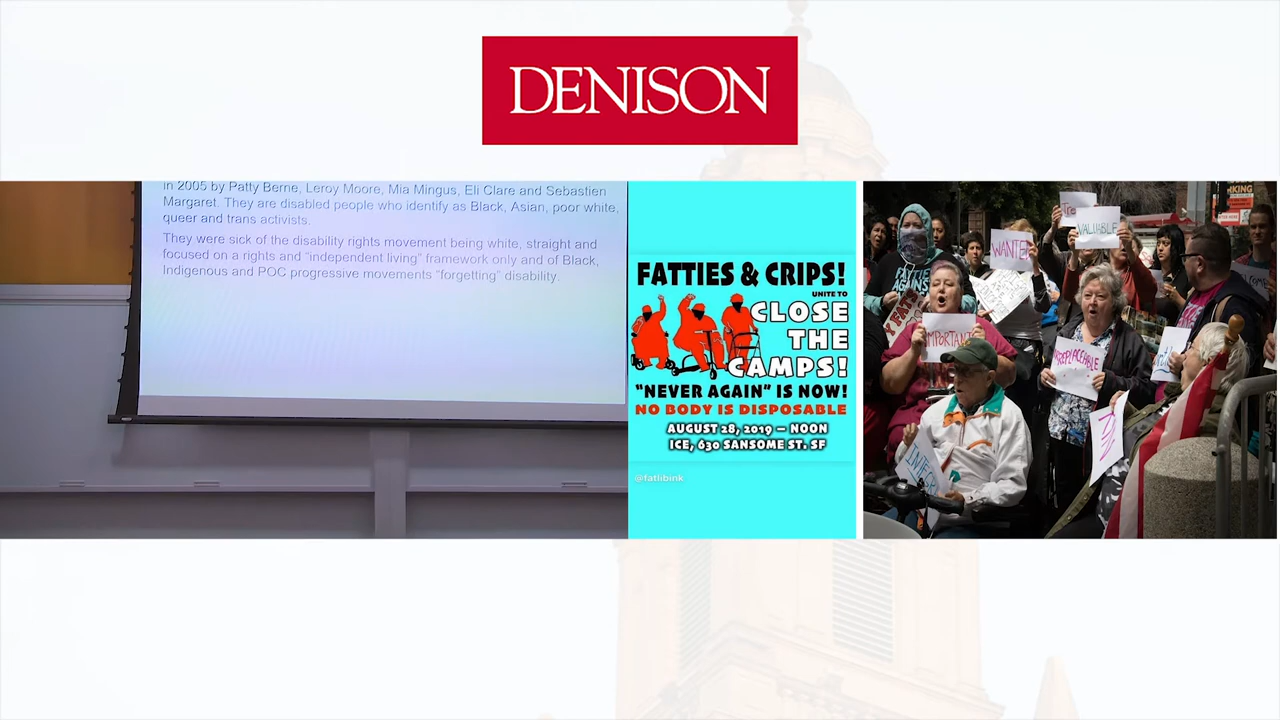 DENISON
in 2005 by Patty Berne, Leroy Moore, Mia Mingus, Eli Clare and Sebastien
Margaret. They are disabled people who identify as Black, Asian, poor white,
queer and trans activists.
They were sick of the disability rights movement being white, straight and
focused on a rights and “independent living” framework only and of Black,
Indigenous and POC progressive movements “forgetting” disability.
FATTIES & CRIPS!
UNITE TO
CLOSE
THE
CAMPS!
“NEVER AGAIN” IS NOW!
NO BODY IS DISPOSABLE
AUGUST 28, 2019 — NOON
ICE, 630 SANSOME ST. SF
@fatlibink
VALUABLE
WANTED
FATTIES
AGAINST
IMPORTANT
IRREPLACEABLE